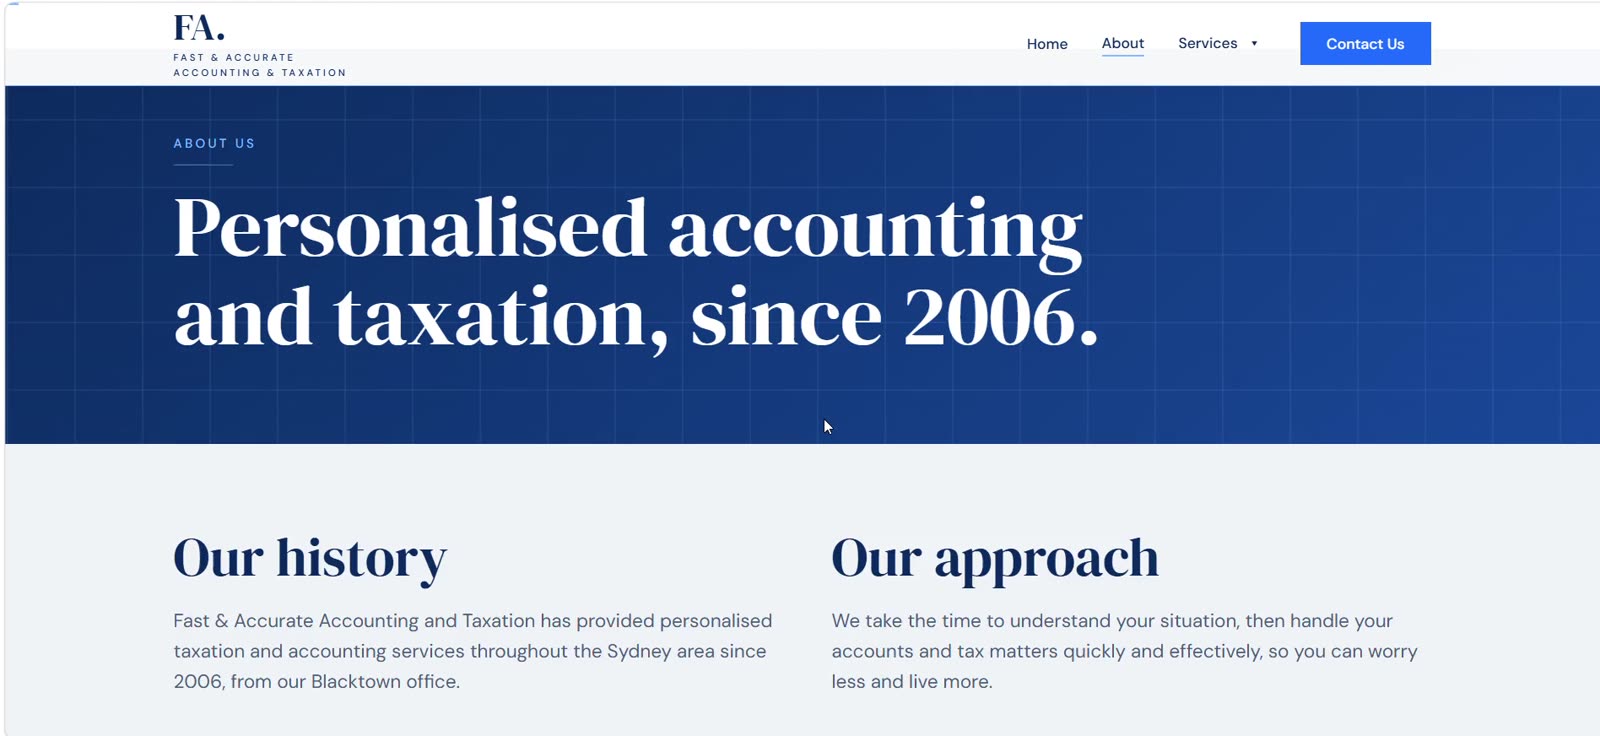 FA.
FAST & ACCURATE
ACCOUNTING & TAXATION
Home
About
Services
Contact Us
ABOUT US
Personalised accounting
and taxation, since 2006.
Our history
Fast & Accurate Accounting and Taxation has provided personalised
taxation and accounting services throughout the Sydney area since
2006, from our Blacktown office.
Our approach
We take the time to understand your situation, then handle your
accounts and tax matters quickly and effectively, so you can worry
less and live more.